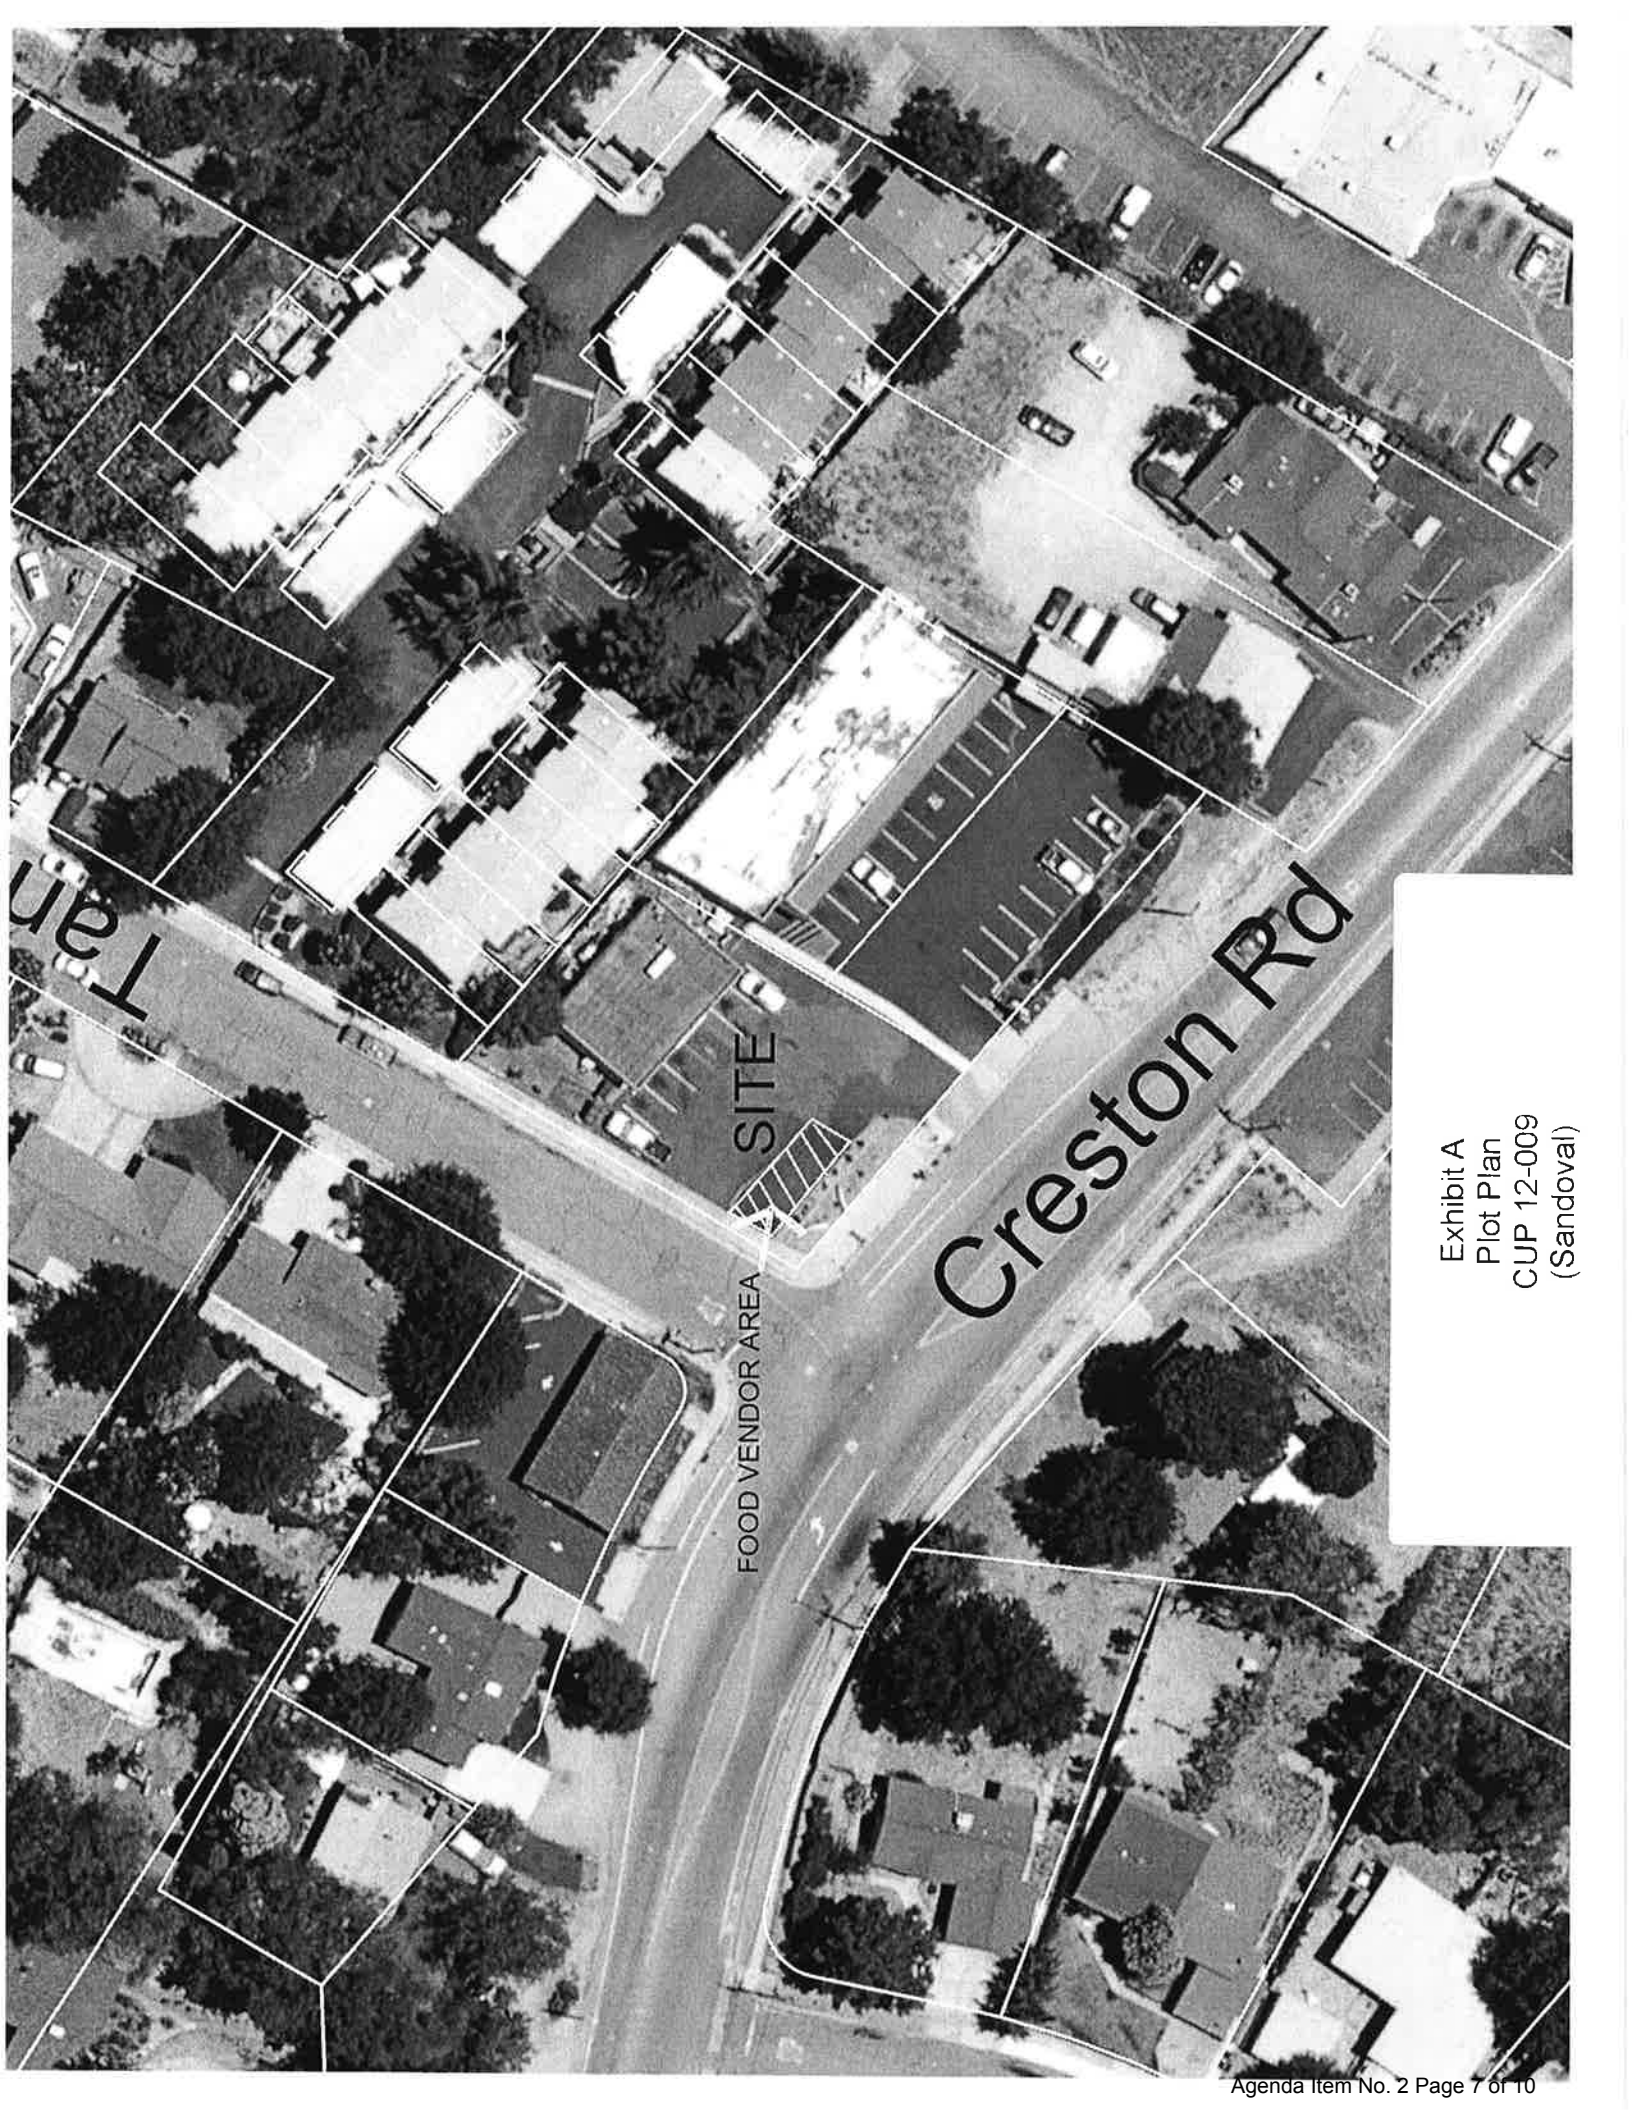 Tan
SITE
FOOD VENDOR AREA
Creston Rd
Exhibit A
Plot Plan
CUP 12-009
(Sandoval)
Agenda Item No. 2 Page 7 of 10